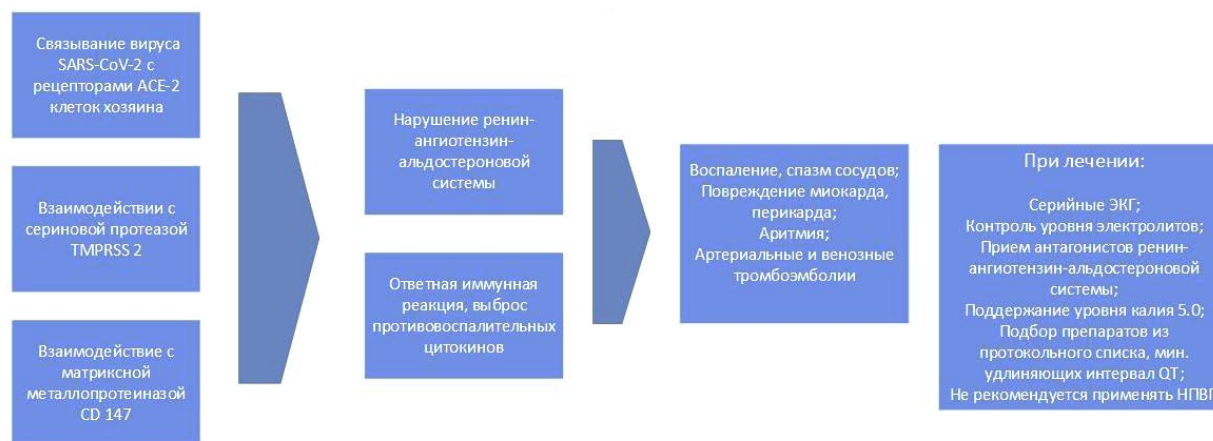 Связывание вируса
SARS-CoV-2 с
рецепторами ACE-2
клеток хозяина
Взаимодействии с
сериновой протеазой
TMPRSS 2
Взаимодействие с
матриксной
металлопротеиназой
CD 147
Нарушение ренин-
ангиотензин-
альдостероновой
системы
Ответная иммунная
реакция, выброс
противовоспалительных
цитокинов
Воспаление, спазм сосудов;
Повреждение миокарда,
перикарда;
Аритмия;
Артериальные и венозные
тромбоэмболии
При лечении:
Серийные ЭКГ;
Контроль уровня электролитов;
Прием антагонистов ренин-
ангиотензин-альдостероновой
системы;
Поддержание уровня калия 5.0;
Подбор препаратов из
протокольного списка, мин.
удлиняющих интервал QT;
Не рекомендуется применять НПВП